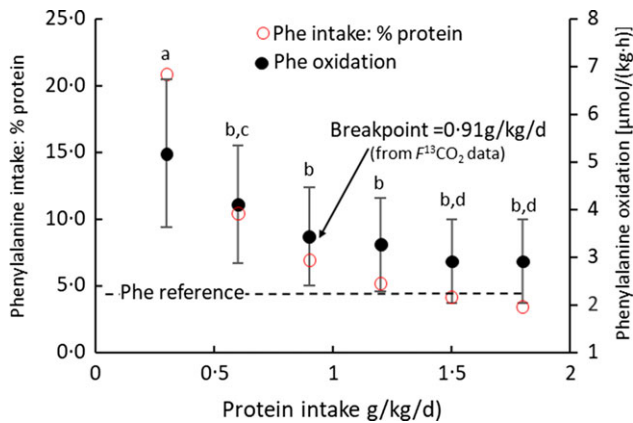 25·0
20·0
15·0
10·0
5·0
0·0
Phenylalanine intake: % protein
Phe intake: % protein
Phe oxidation
a
b,c
b
b
b,d
b,d
Breakpoint =0·91g/kg/d
(from F¹³CO₂ data)
Phe reference
8
7
6
5
4
3
2
1
Phenylalanine oxidation [µmol/(kg·h)]
0
0·5
1
1·5
2
Protein intake g/kg/d)